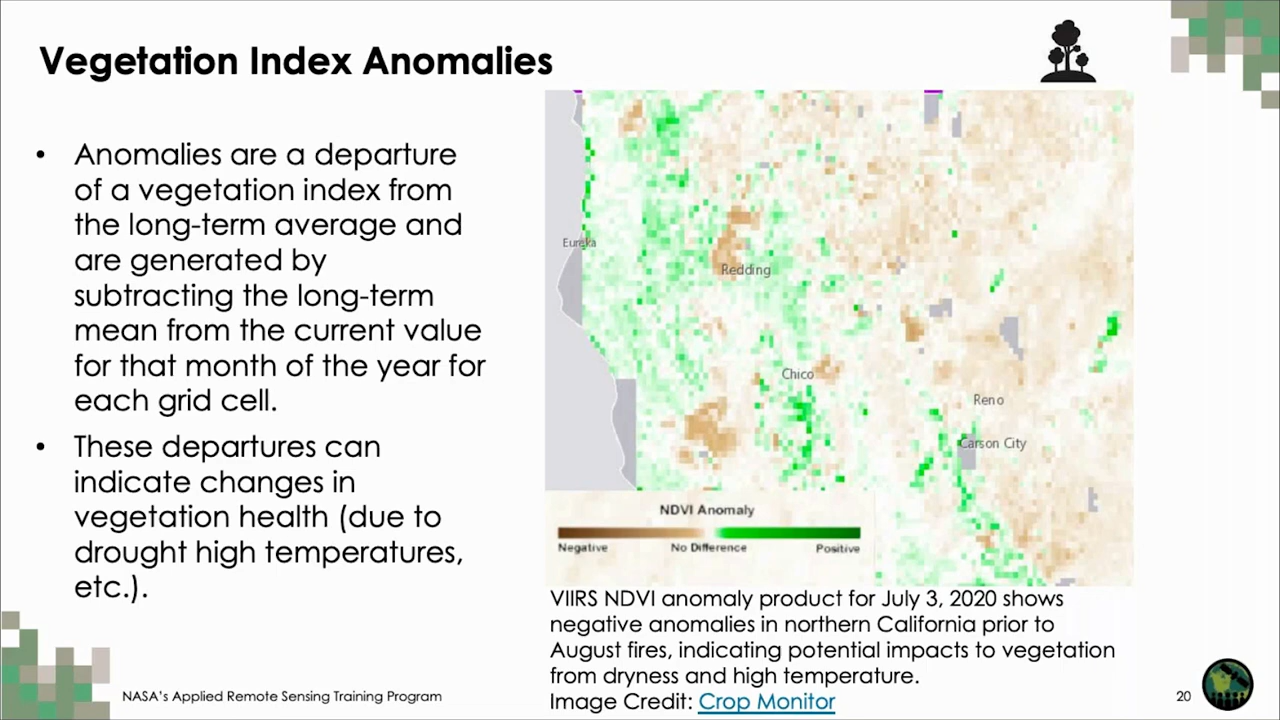 Vegetation Index Anomalies
• Anomalies are a departure
of a vegetation index from
the long-term average and
are generated by
subtracting the long-term
mean from the current value
for that month of the year for
each grid cell.
• These departures can
indicate changes in
vegetation health (due to
drought high temperatures,
etc.).
Eureka
Redding
Chico
Reno
Carson City
NDVI Anomaly
Negative No Difference Positive
VIIRS NDVI anomaly product for July 3, 2020 shows
negative anomalies in northern California prior to
August fires, indicating potential impacts to vegetation
from dryness and high temperature.
Image Credit: Crop Monitor
NASA's Applied Remote Sensing Training Program
20